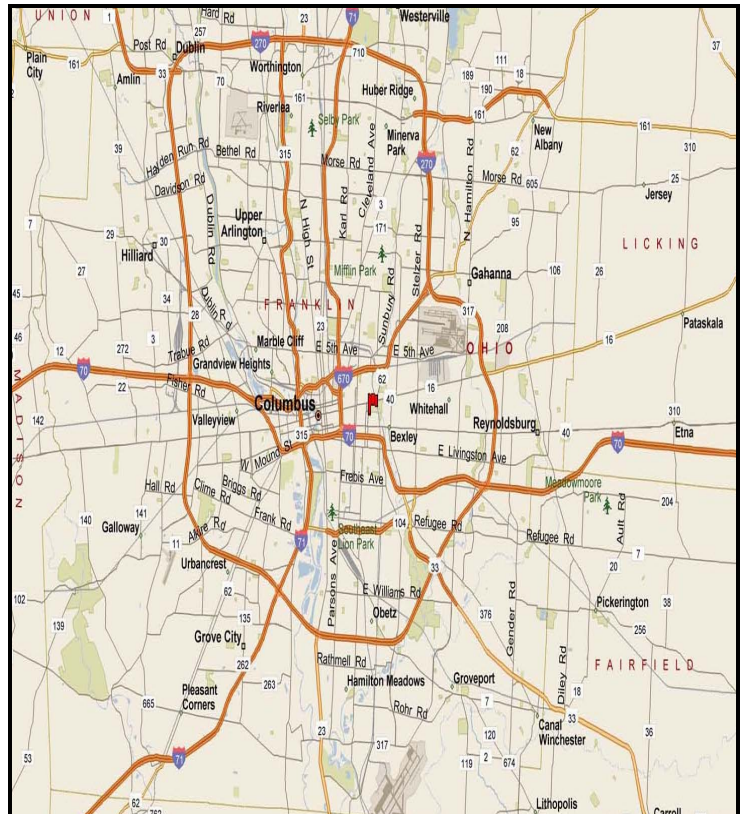 UNION
1
Hard Rd
23
71
Westerville
257
Post Rd
Dublin
270
710
37
Plain
City
161
Amlin
33
70
Worthington
Huber Ridge
189
111
18
190
161
Riverlea
161
Selby Park
Minerva
Park
New
Albany
161
39
Hayden Run Rd
Bethel Rd
315
Morse Rd
Cleveland Ave
270
N Hamilton Rd
62
310
Davidson Rd
Karl Rd
Morse Rd
605
25
Jersey
7
Dublin Rd
Upper
Arlington
N High St
3
171
Stelzer Rd
95
29
30
Hilliard
27
Mifflin Park
Sunbury Rd
Gahanna
106
26
LICKING
45
34
28
Dublin Rd
FRANKLIN
317
46
3
23
208
Pataskala
12
272
Trabue Rd
Marble Cliff
E 5th Ave
E 5th Ave
OHIO
16
70
22
Fisher Rd
Grandview Heights
670
62
16
MADISON
Columbus
40
Whitehall
142
Valleyview
315
70
Bexley
Reynoldsburg
40
310
Etna
W Mound St
E Livingston Ave
70
Hall Rd
Clime Rd
Briggs Rd
Frebis Ave
Meadowmoore
Park
204
140
141
Galloway
Alkire Rd
Frank Rd
Southeast
Lion Park
104
Refugee Rd
Refugee Rd
Ault Rd
11
71
7
Urbancrest
Parsons Ave
33
20
102
62
E Williams Rd
Gender Rd
139
135
Obetz
376
Pickerington
38
256
Grove City
262
Rathmell Rd
Diley Rd
FAIRFIELD
263
Hamilton Meadows
Groveport
18
Pleasant
Corners
665
Rohr Rd
7
33
Canal
Winchester
23
36
53
71
317
120
2
119
674
62
762
Lithopolis
Carroll